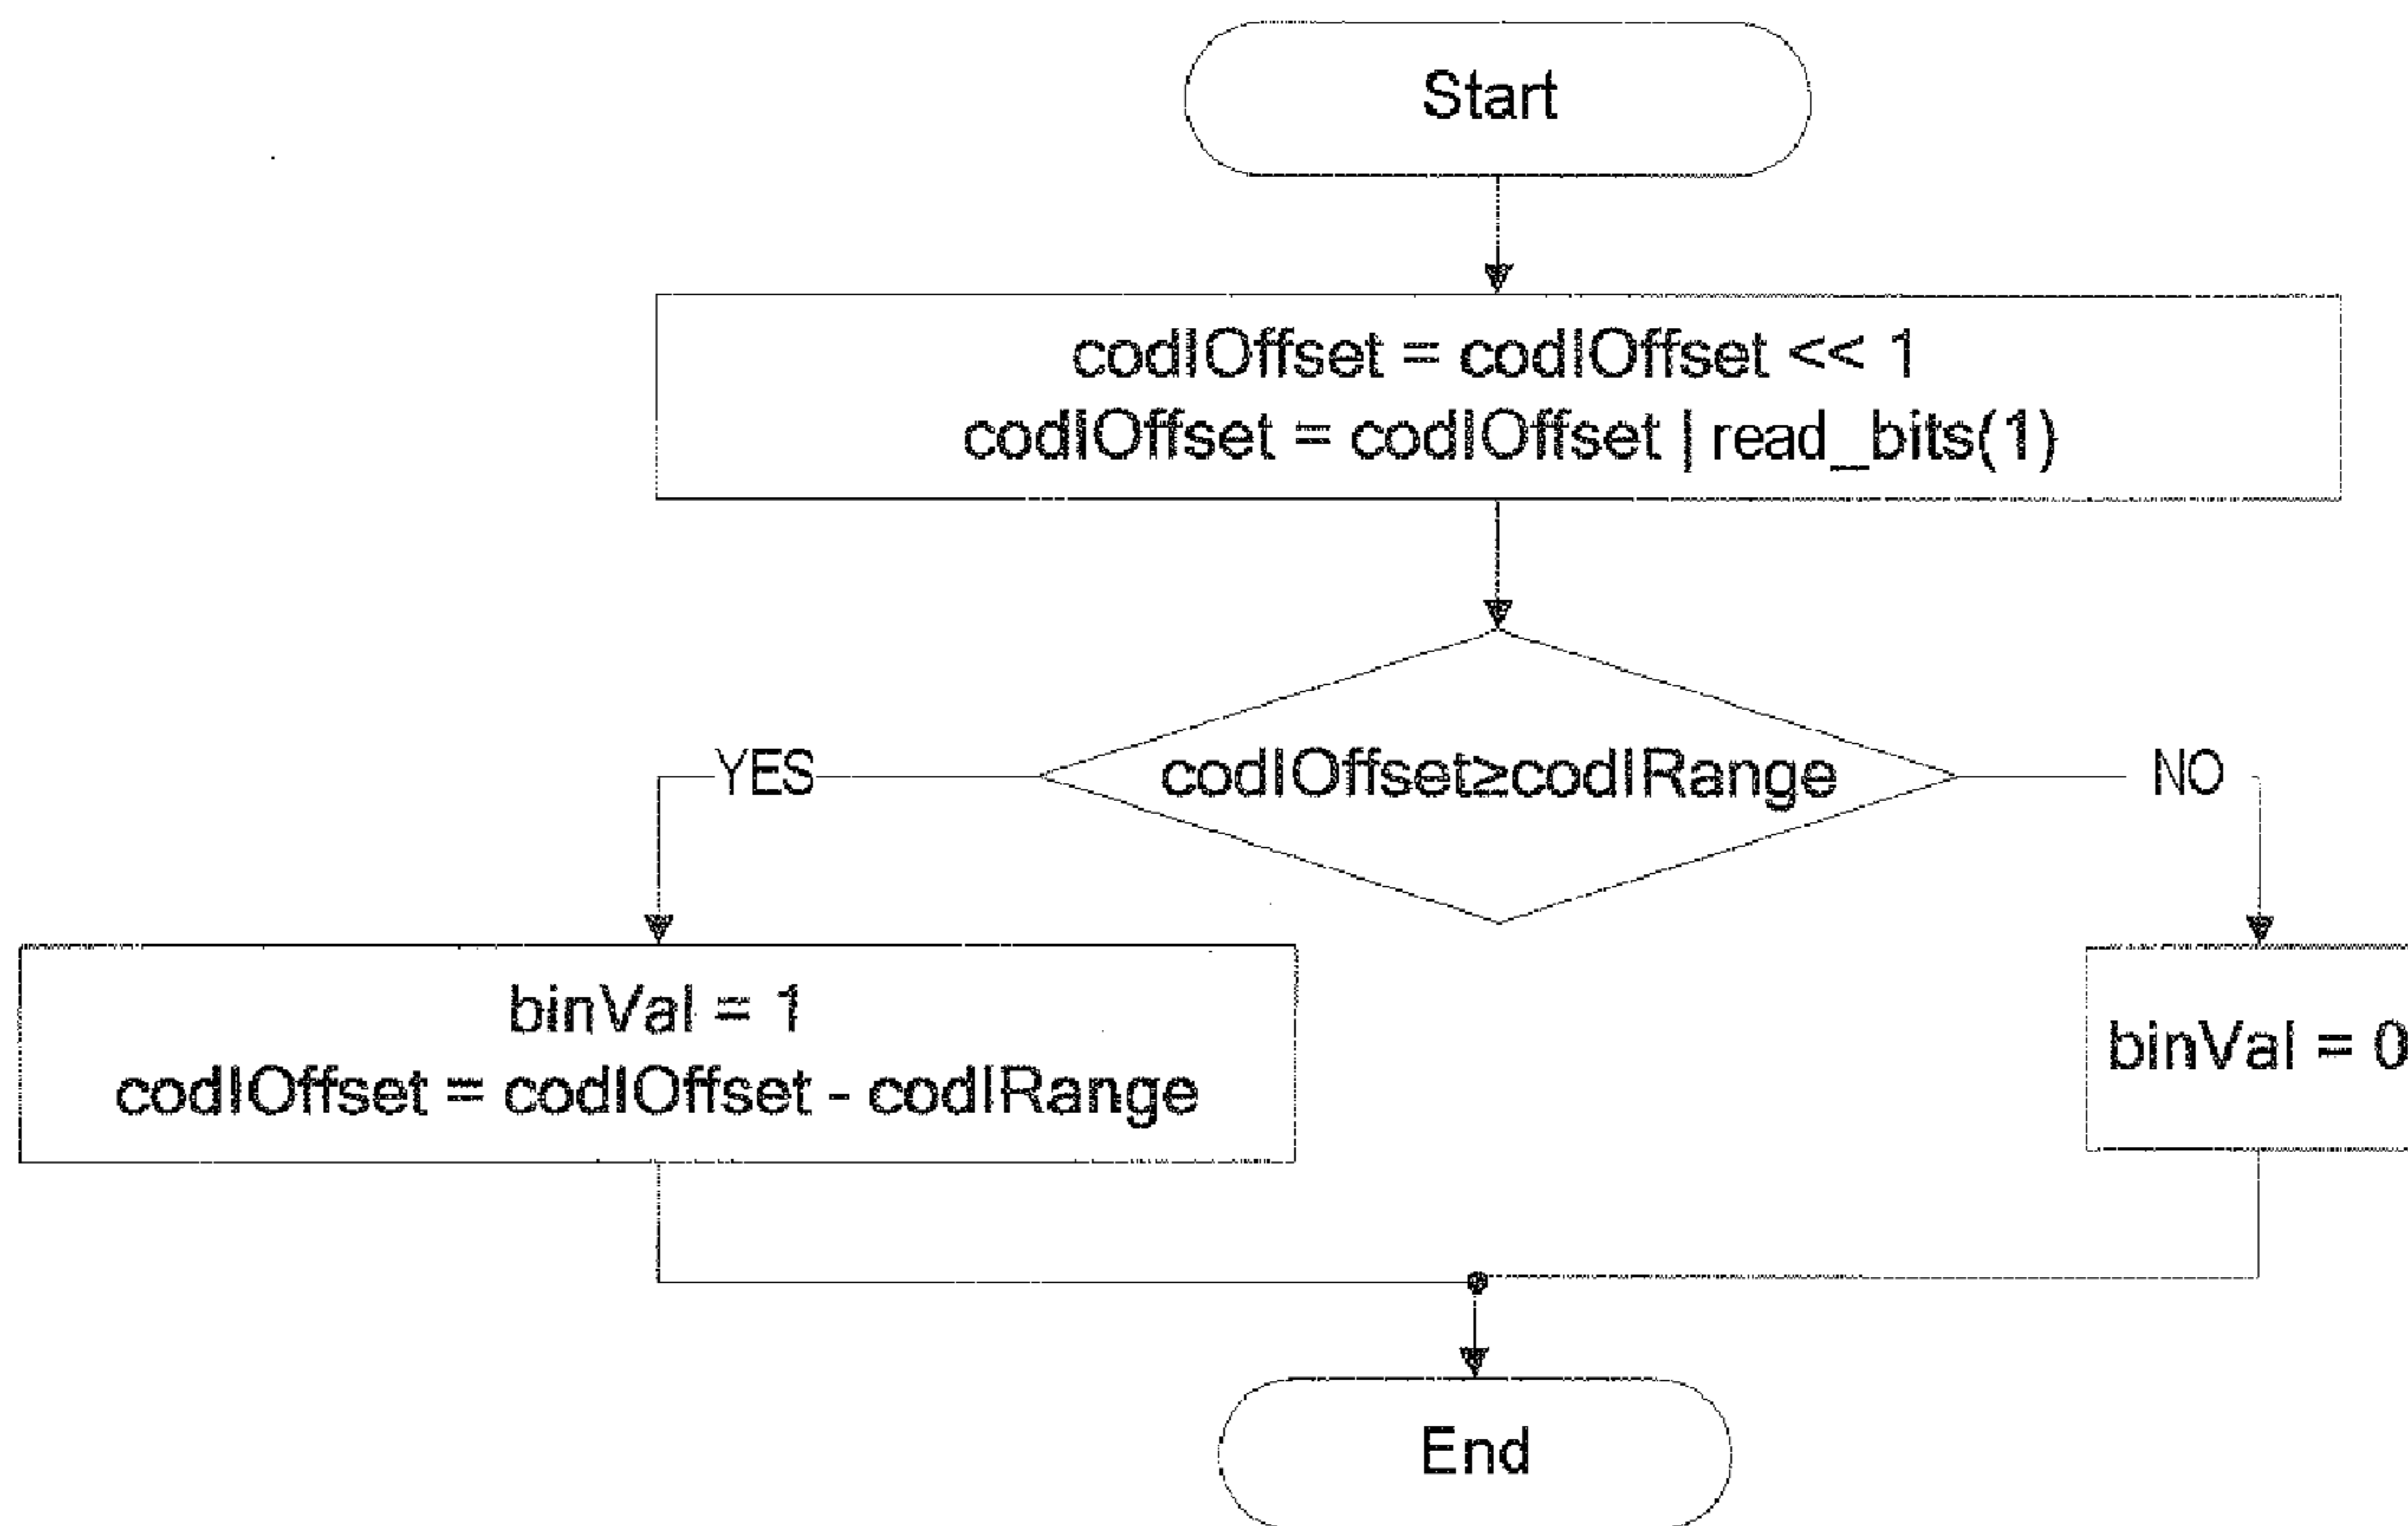 Start
codIOffset = codIOffset << 1
codIOffset = codIOffset | read_bits(1)
codIOffset≥codIRange
YES
NO
binVal = 1
codIOffset = codIOffset - codIRange
binVal = 0
End